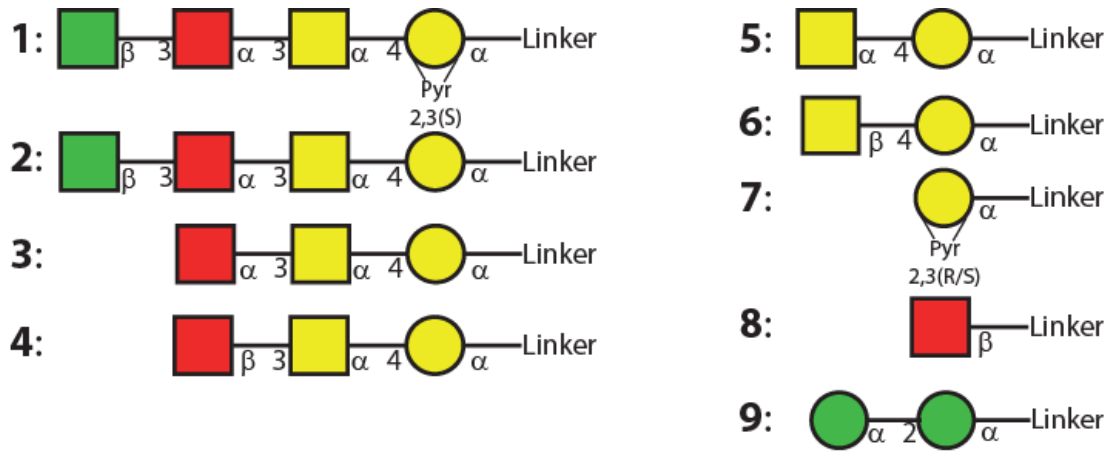 1: β 3 α 3 α 4 α Linker
Pyr
2,3(S)
2: β 3 α 3 α 4 α Linker
3: α 3 α 4 α Linker
4: β 3 α 4 α Linker
5: α 4 α Linker
6: β 4 α Linker
7: α Linker
Pyr
2,3(R/S)
8: β Linker
9: α 2 α Linker